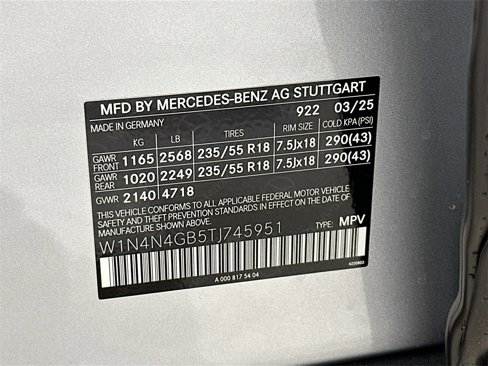 MFD BY MERCEDES-BENZ AG STUTTGART
MADE IN GERMANY 922 03/25
KG LB TIRES RIM SIZE COLD KPA(PSI)
GAWR FRONT 1165 2568 235/55 R18 7.5Jx18 290(43)
GAWR REAR 1020 2249 235/55 R18 7.5Jx18 290(43)
GVWR 2140 4718
THIS VEHICLE CONFORMS TO ALL APPLICABLE FEDERAL MOTOR VEHICLE
SAFETY AND THEFT PREVENTION STANDARDS IN EFFECT ON THE DATE OF
MANUFACTURE SHOWN ABOVE.
W1N4N4GB5TJ745951 TYPE: MPV
A 000 817 54 04